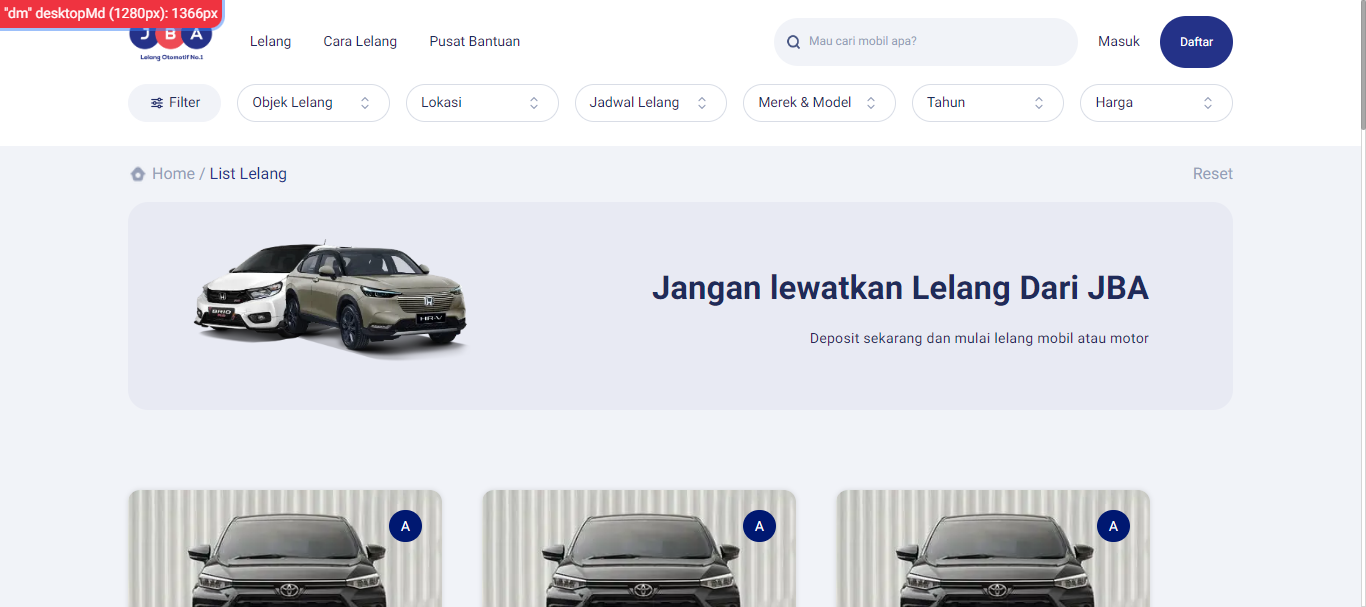 "dm" desktopMd (1280px): 1366px
J B A
Lelang Otomotif No.1
Lelang
Cara Lelang
Pusat Bantuan
Mau cari mobil apa?
Masuk
Daftar
Filter
Objek Lelang
Lokasi
Jadwal Lelang
Merek & Model
Tahun
Harga
Home / List Lelang
Reset
Jangan lewatkan Lelang Dari JBA
Deposit sekarang dan mulai lelang mobil atau motor
BRIO
HR-V
A
A
A